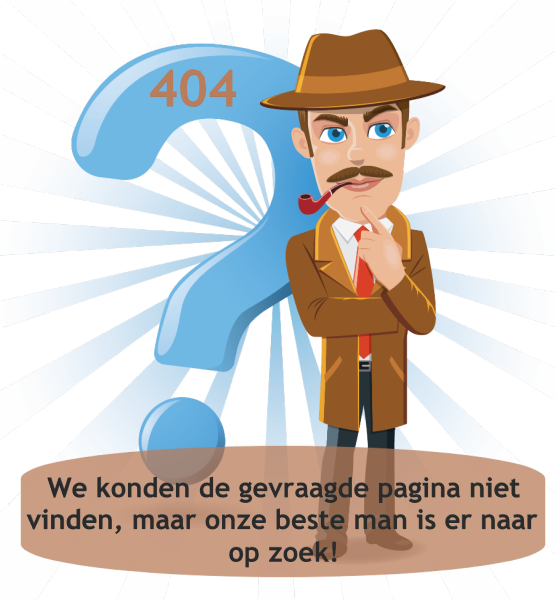 404
We konden de gevraagde pagina niet
vinden, maar onze beste man is er naar
op zoek!